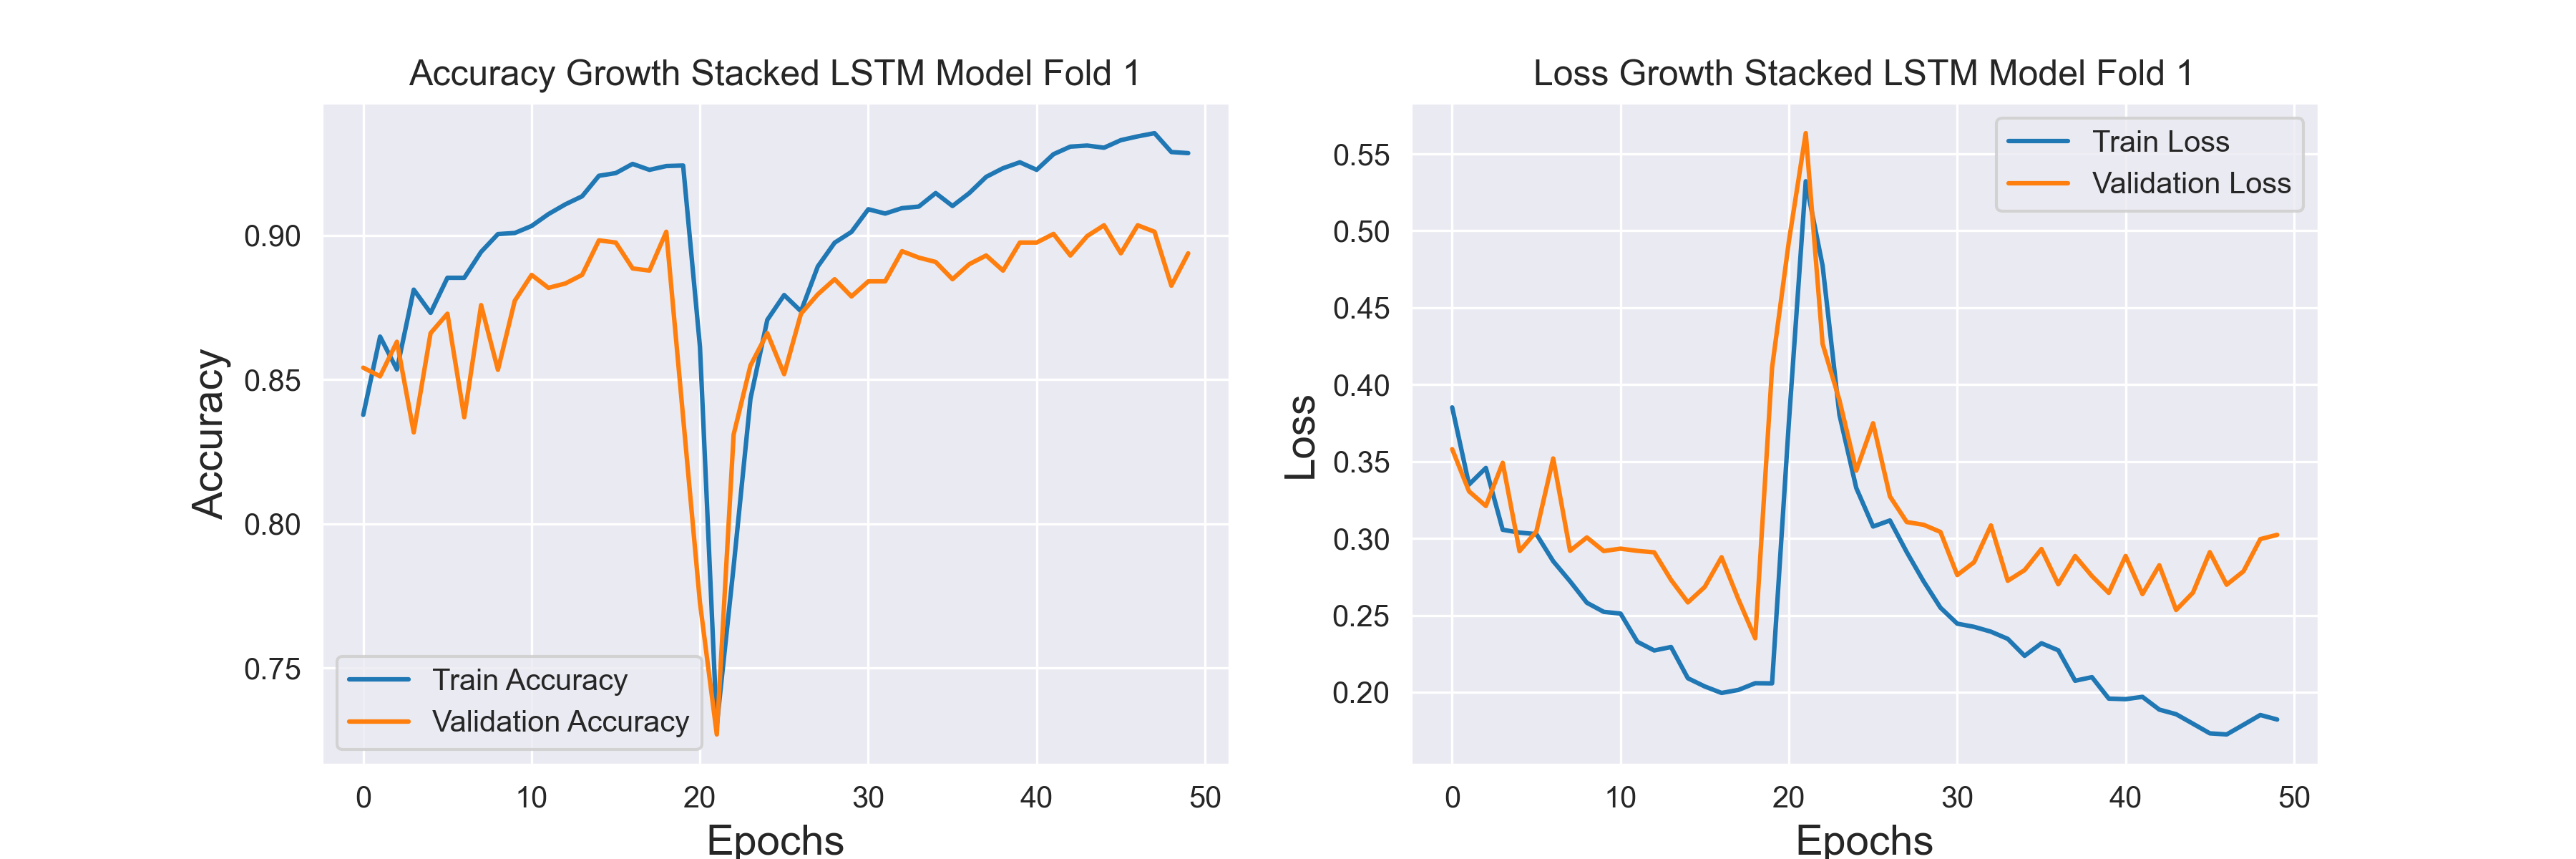 Accuracy Growth Stacked LSTM Model Fold 1
Accuracy
0.90
0.85
0.80
0.75
Train Accuracy
Validation Accuracy
0 10 20 30 40 50
Epochs
Loss Growth Stacked LSTM Model Fold 1
Loss
0.55
0.50
0.45
0.40
0.35
0.30
0.25
0.20
Train Loss
Validation Loss
0 10 20 30 40 50
Epochs